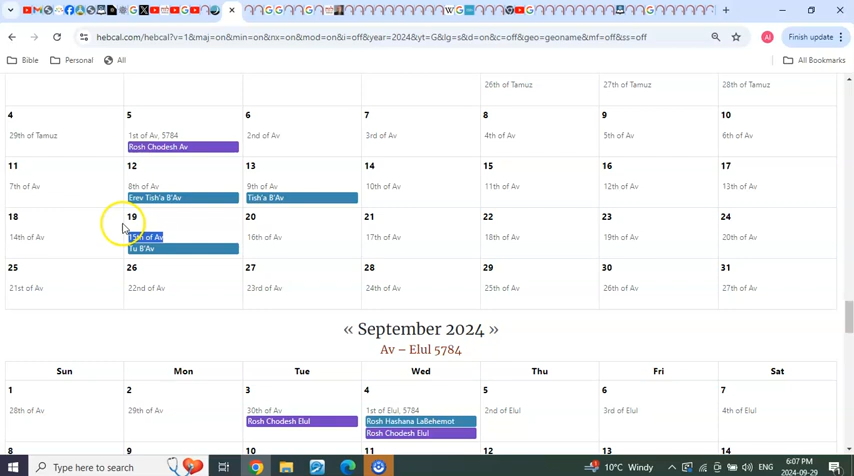 hebcal.com/hebcal?v=1&maj=on&min=on&nx=on&mod=on&i=off&year=2024&yt=G&lg=s&d=on&c=off&geo=geoname&mf=off&ss=off
AI
Finish update
Bible
Personal
All
All Bookmarks
26th of Tamuz 27th of Tamuz 28th of Tamuz
4 5 6 7 8 9 10
29th of Tamuz 1st of Av, 5784 2nd of Av 3rd of Av 4th of Av 5th of Av 6th of Av
Rosh Chodesh Av
11 12 13 14 15 16 17
7th of Av 8th of Av 9th of Av 10th of Av 11th of Av 12th of Av 13th of Av
Erev Tish'a B'Av Tish'a B'Av
18 19 20 21 22 23 24
14th of Av 15th of Av 16th of Av 17th of Av 18th of Av 19th of Av 20th of Av
Tu B'Av
25 26 27 28 29 30 31
21st of Av 22nd of Av 23rd of Av 24th of Av 25th of Av 26th of Av 27th of Av
« September 2024 »
Av – Elul 5784
Sun Mon Tue Wed Thu Fri Sat
1 2 3 4 5 6 7
28th of Av 29th of Av 30th of Av 1st of Elul, 5784 2nd of Elul 3rd of Elul 4th of Elul
Rosh Chodesh Elul Rosh Hashana LaBehemot
Rosh Chodesh Elul
8 9 10 11 12 13 14
Type here to search
10°C Windy
ENG
6:07 PM
2024-09-29